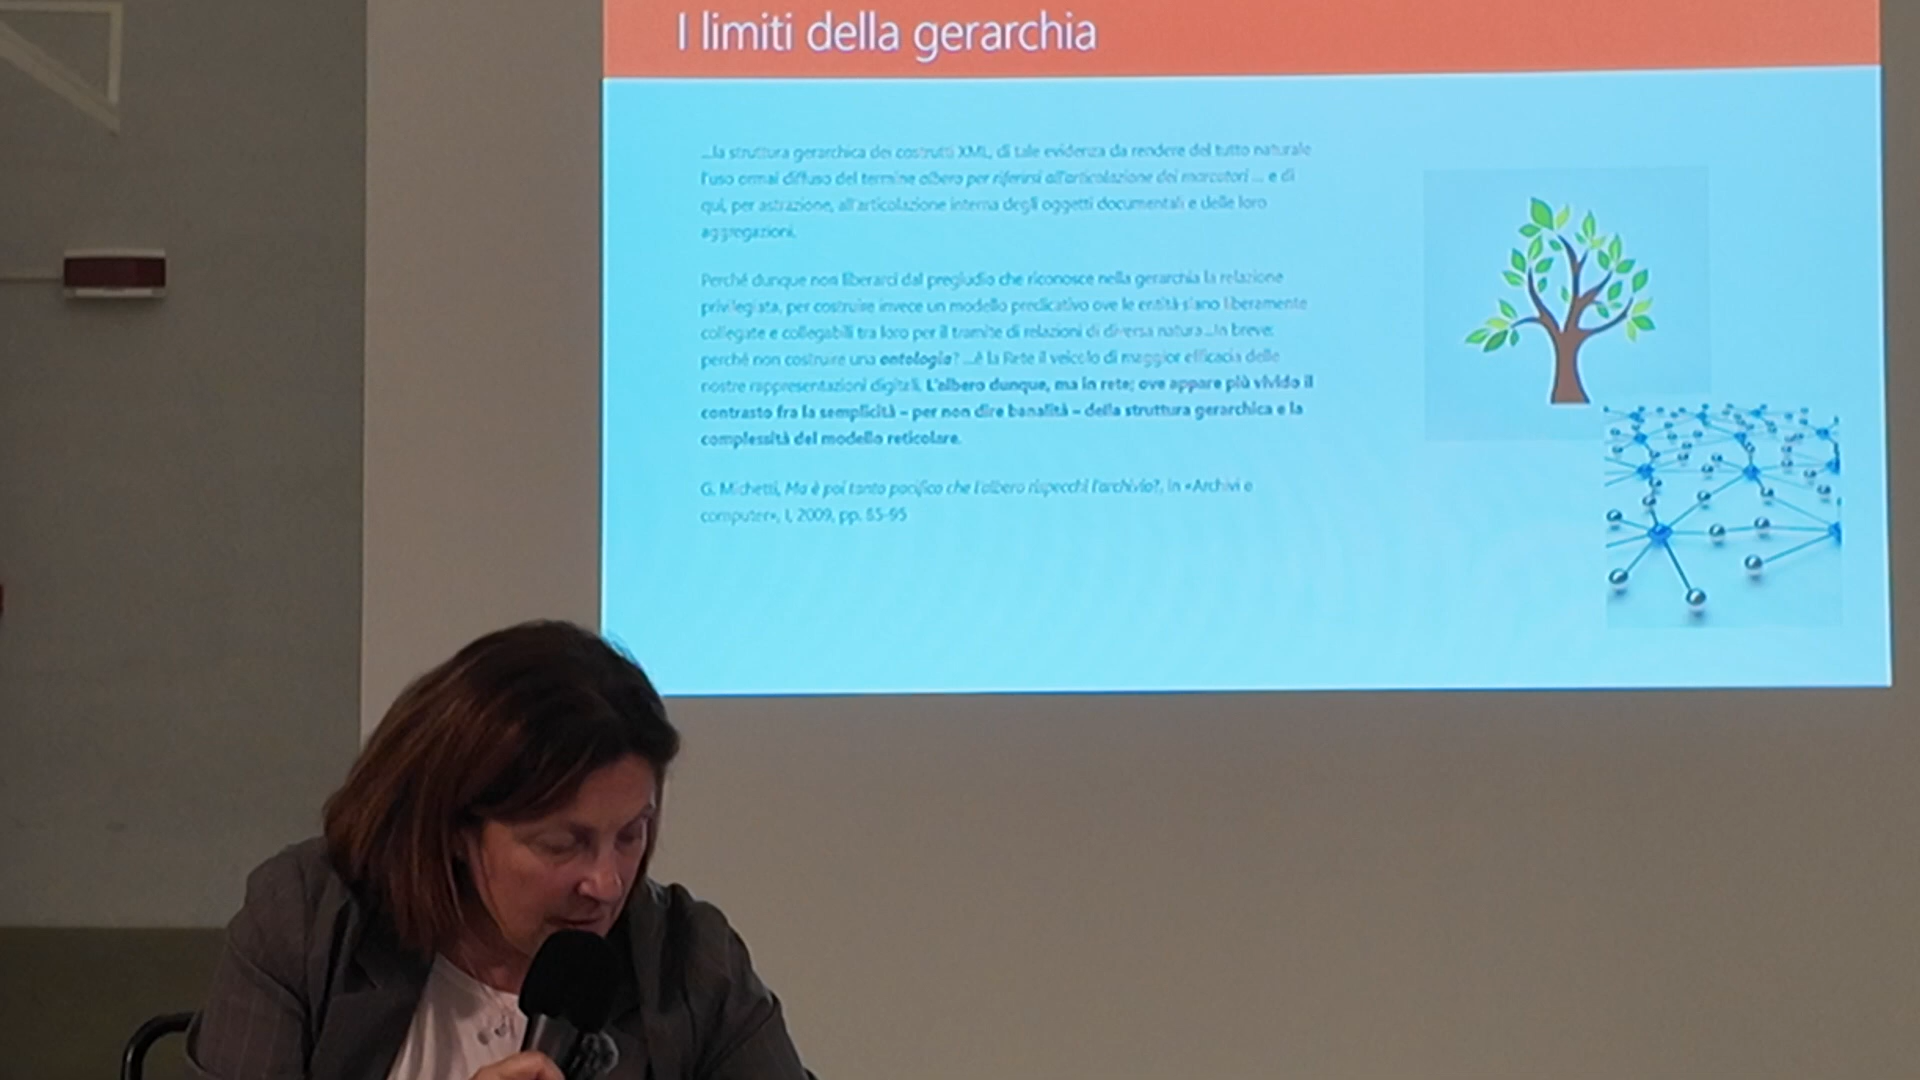 I limiti della gerarchia
...la struttura gerarchica dei costrutti XML, di tale evidenza da rendere del tutto naturale
l'uso ormai diffuso del termine albero per riferirsi all'articolazione dei marcatori ... e di
qui, per astrazione, all'articolazione interna degli oggetti documentali e delle loro
aggregazioni.
Perché dunque non liberarci dal pregiudio che riconosce nella gerarchia la relazione
privilegiata, per costruire invece un modello predicativo ove le entità siano liberamente
collegate e collegabili tra loro per il tramite di relazioni di diversa natura...In breve:
perché non costruire una ontologia? ...è la Rete il veicolo di maggior efficacia delle
nostre rappresentazioni digitali. L'albero dunque, ma in rete; ove appare più vivido il
contrasto fra la semplicità – per non dire banalità – della struttura gerarchica e la
complessità del modello reticolare.
G. Michetti, Ma è poi tanto pacifico che l'albero rispecchi l'archivio?, in «Archivi e
computer», I, 2009, pp. 85-95